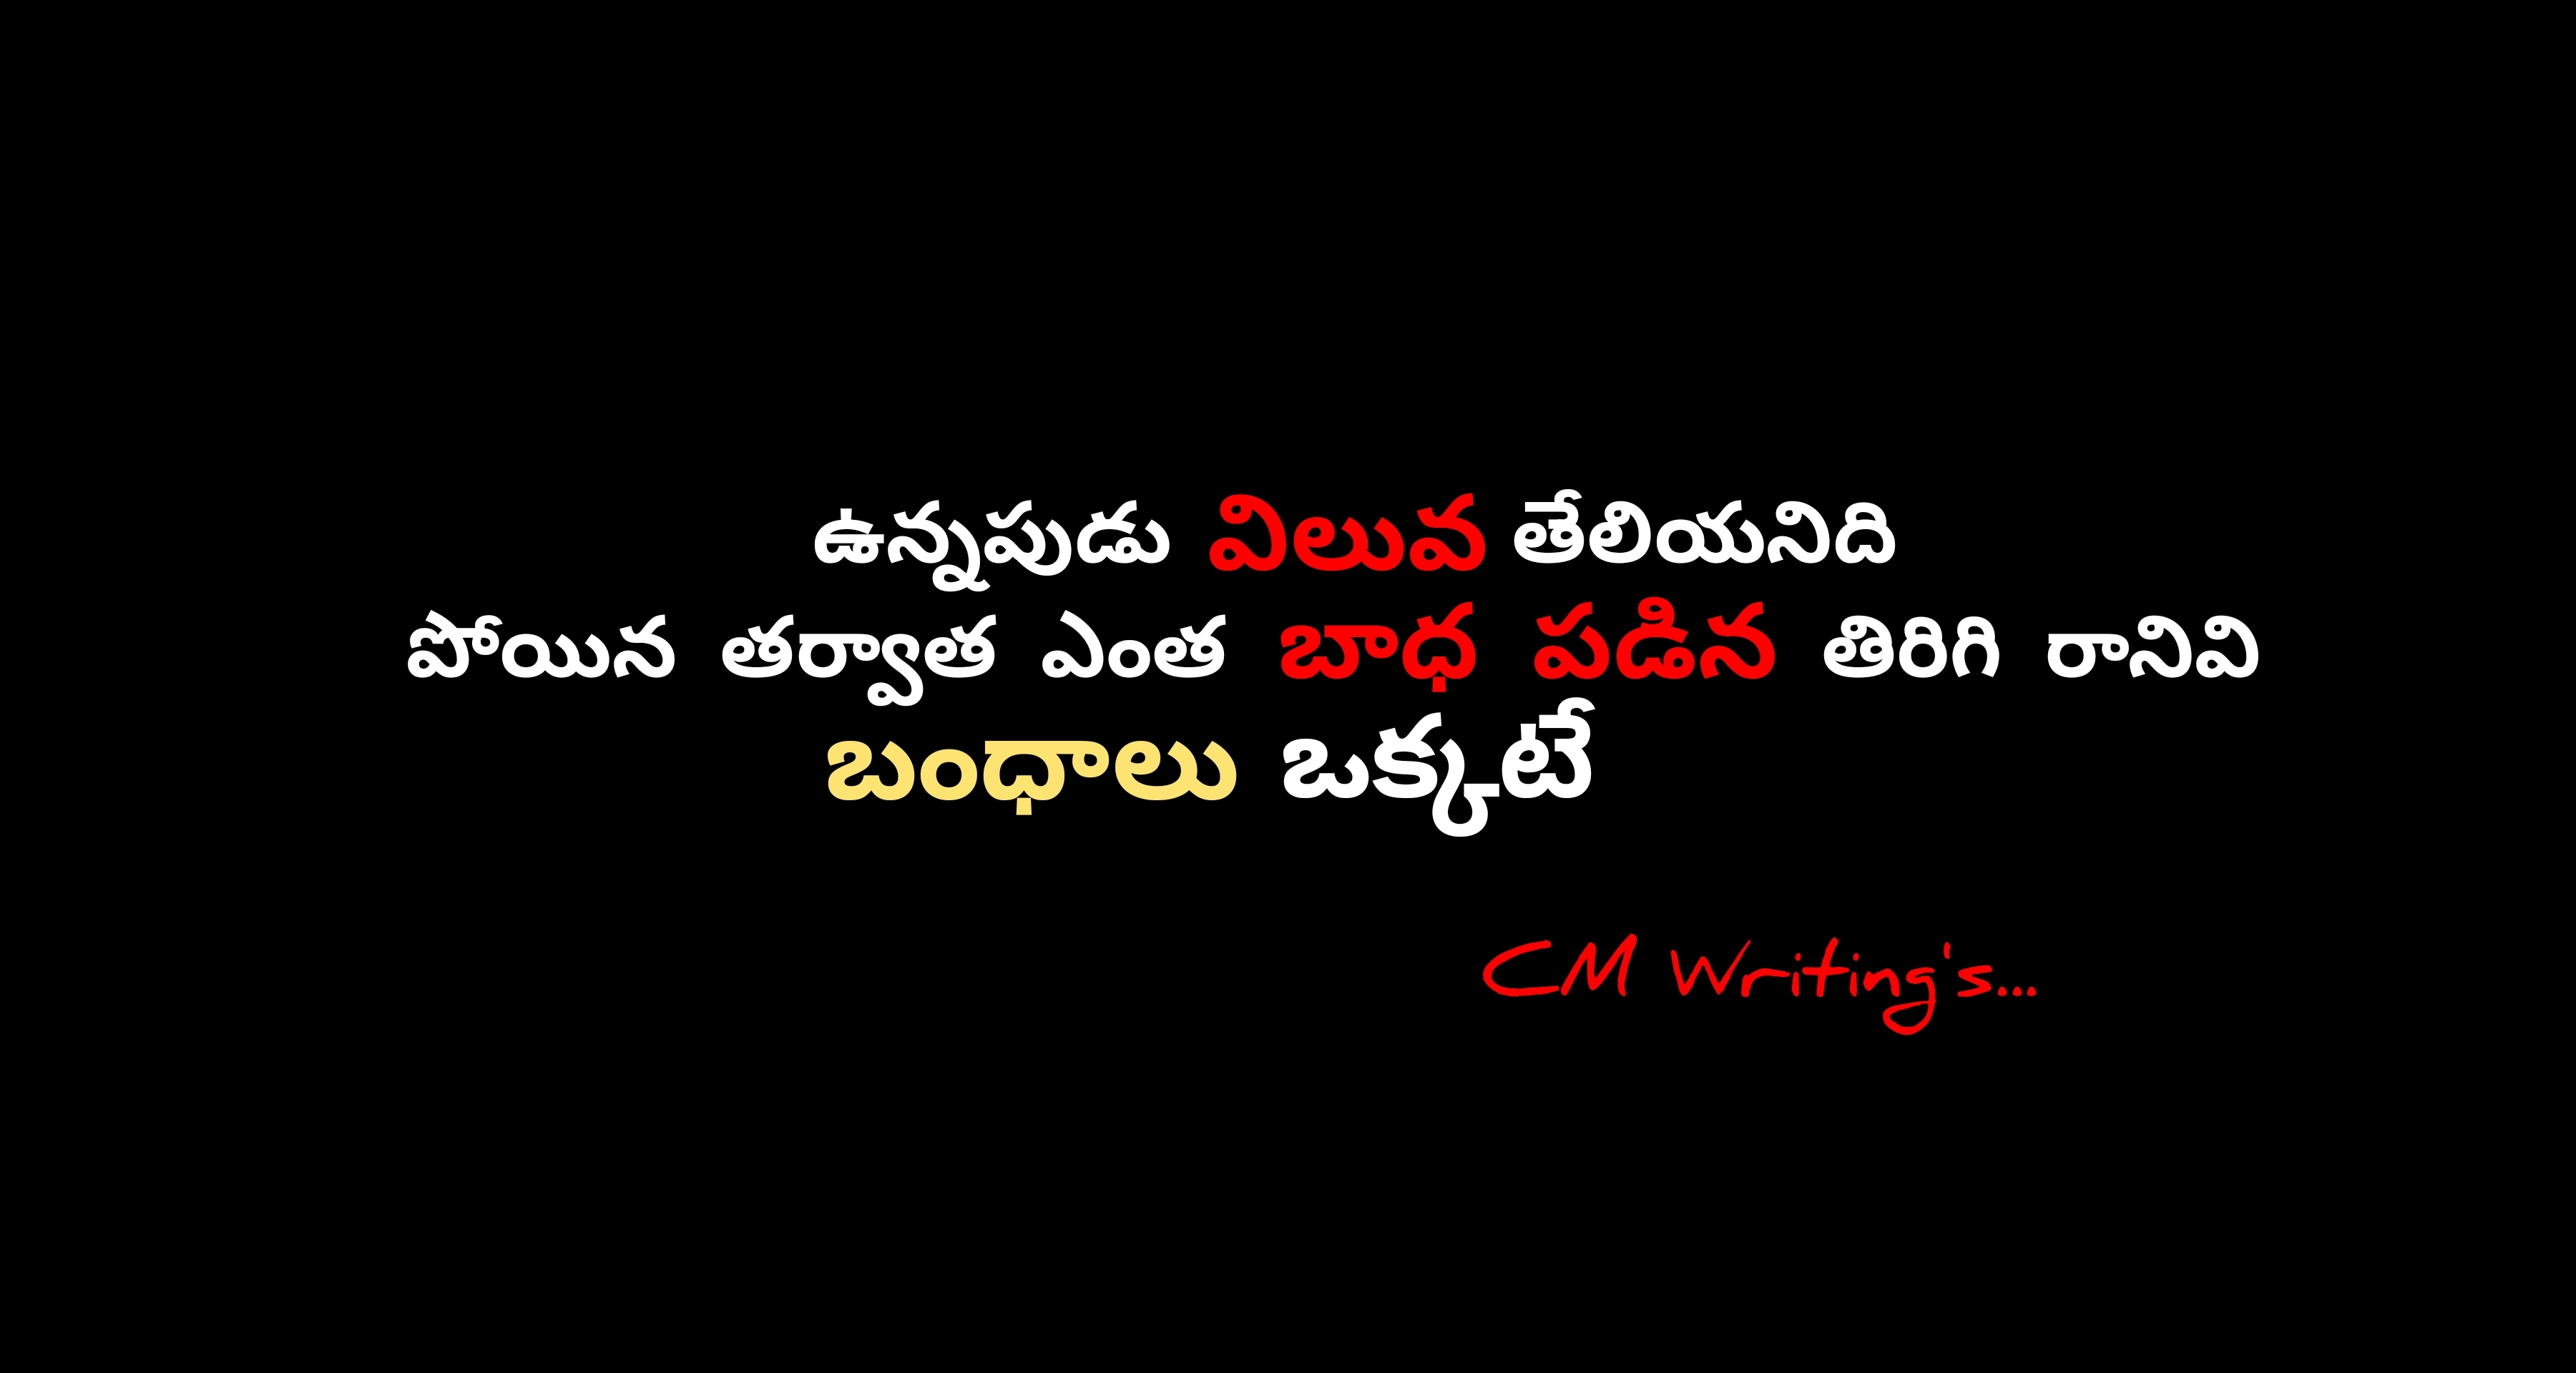 ఉన్నపుడు విలువ తేలియనిది
పోయిన తర్వాత ఎంత బాధ పడిన తిరిగి రానివి
బంధాలు ఒక్కటే
CM Writing's...